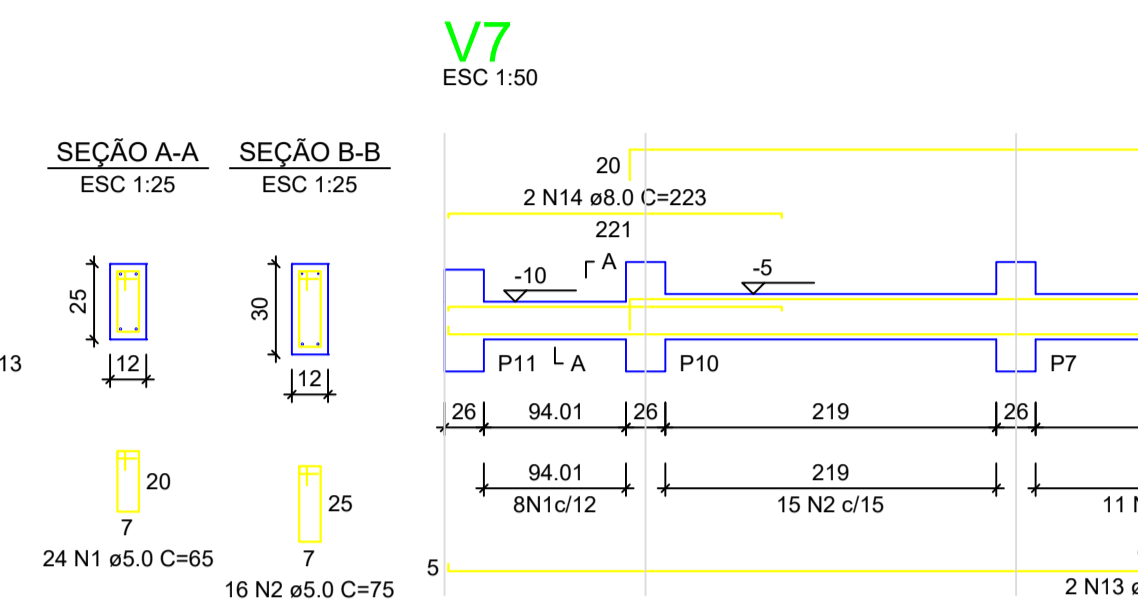 V7
ESC 1:50
SEÇÃO A-A
ESC 1:25
25
12
20
7
24 N1 ø5.0 C=65
13
SEÇÃO B-B
ESC 1:25
30
12
25
7
16 N2 ø5.0 C=75
20
2 N14 ø8.0 C=223
221
A
-10
-5
P11
A
P10
P7
26
94.01
26
219
26
94.01
219
8N1c/12
15 N2 c/15
11
5
2 N13